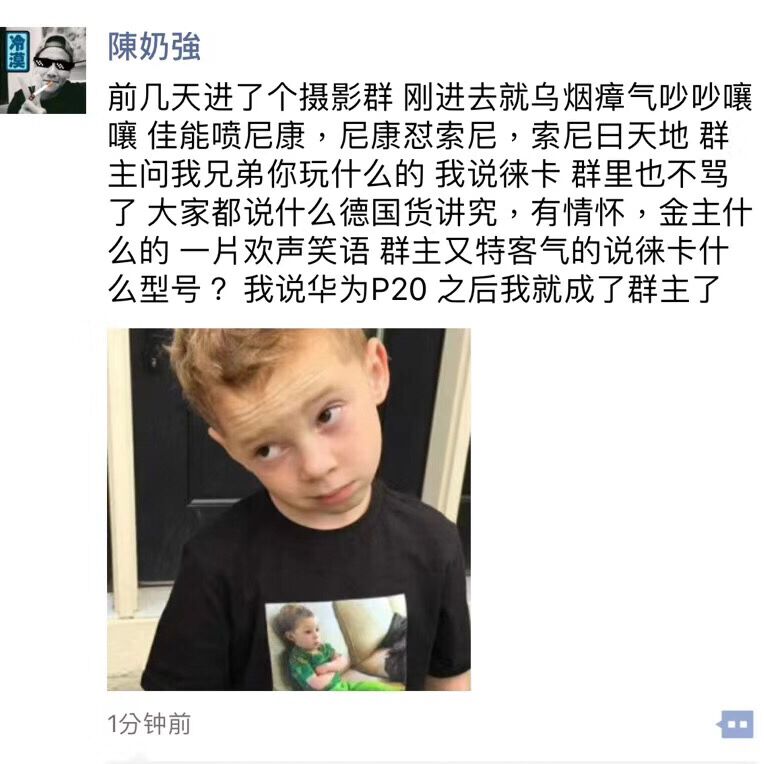 冷漠
陳奶強
前几天进了个摄影群 刚进去就乌烟瘴气吵吵嚷
嚷 佳能喷尼康，尼康怼索尼，索尼日天地 群
主问我兄弟你玩什么的 我说徕卡 群里也不骂
了 大家都说什么德国货讲究，有情怀，金主什
么的 一片欢声笑语 群主又特客气的说徕卡什
么型号？ 我说华为P20 之后我就成了群主了
1分钟前